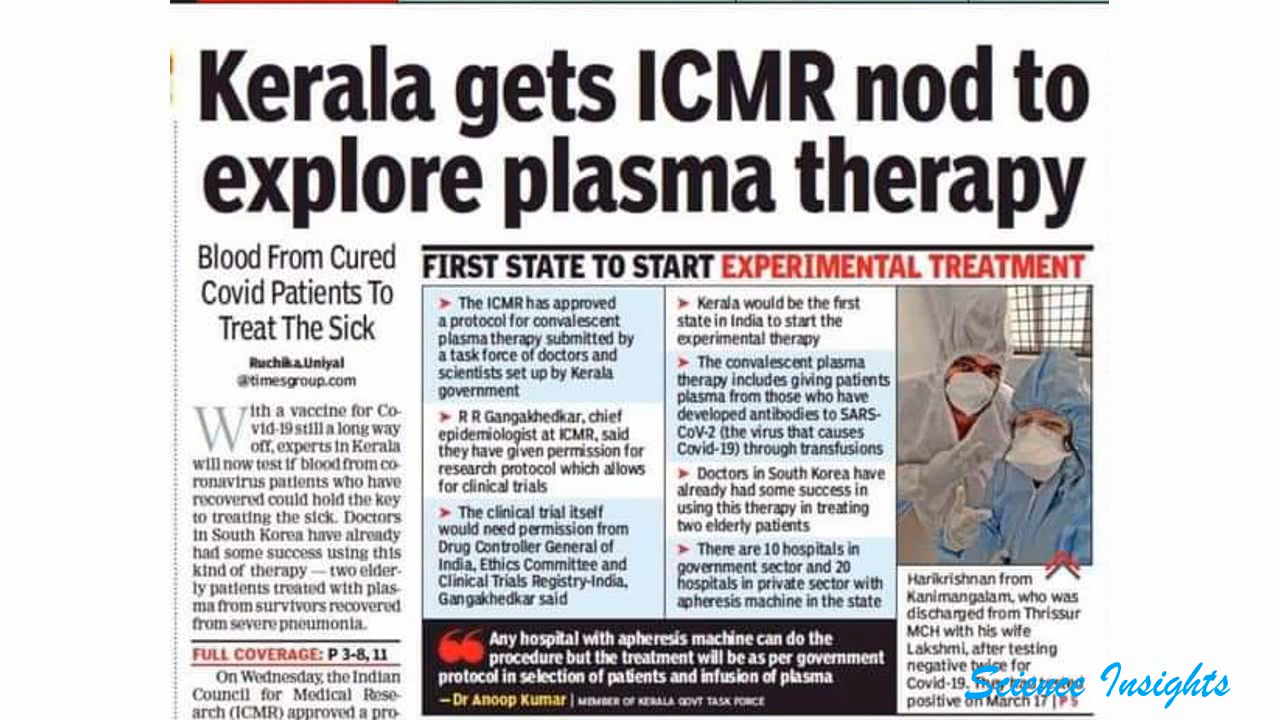 Kerala gets ICMR nod to
explore plasma therapy
Blood From Cured
Covid Patients To
Treat The Sick
Ruchika.Uniyal
@timesgroup.com
With a vaccine for Co-
vid-19 still a long way
off, experts in Kerala
will now test if blood from co-
ronavirus patients who have
recovered could hold the key
to treating the sick. Doctors
in South Korea have already
had some success using this
kind of therapy — two elder-
ly patients treated with plas-
ma from survivors recovered
from severe pneumonia.
FULL COVERAGE: P 3-8, 11
On Wednesday, the Indian
Council for Medical Rese-
arch (ICMR) approved a pro-
FIRST STATE TO START EXPERIMENTAL TREATMENT
➤ The ICMR has approved
a protocol for convalescent
plasma therapy submitted by
a task force of doctors and
scientists set up by Kerala
government
➤ R R Gangakhedkar, chief
epidemiologist at ICMR, said
they have given permission for
research protocol which allows
for clinical trials
➤ The clinical trial itself
would need permission from
Drug Controller General of
India, Ethics Committee and
Clinical Trials Registry-India,
Gangakhedkar said
➤ Kerala would be the first
state in India to start the
experimental therapy
➤ The convalescent plasma
therapy includes giving patients
plasma from those who have
developed antibodies to SARS-
CoV-2 (the virus that causes
Covid-19) through transfusions
➤ Doctors in South Korea have
already had some success in
using this therapy in treating
two elderly patients
➤ There are 10 hospitals in
government sector and 20
hospitals in private sector with
apheresis machine in the state
Any hospital with apheresis machine can do the
procedure but the treatment will be as per government
protocol in selection of patients and infusion of plasma
— Dr Anoop Kumar | MEMBER OF KERALA GOVT TASK FORCE
Harikrishnan from
Kanimangalam, who was
discharged from Thrissur
MCH with his wife
Lakshmi, after testing
negative twice for
Covid-19.
positive on March 17 | P 5
Science Insights